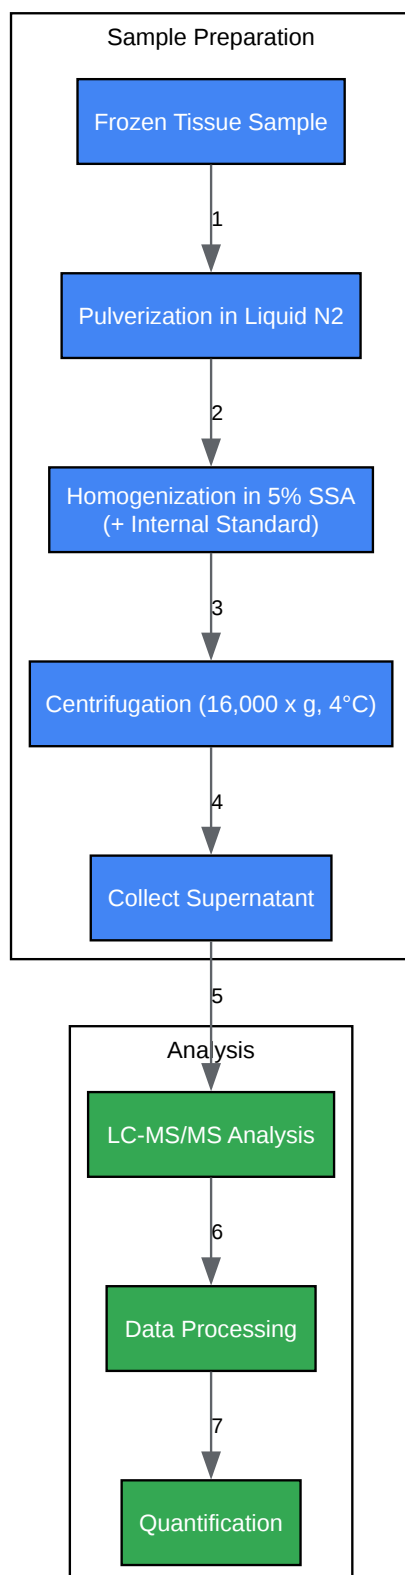 Sample Preparation
Frozen Tissue Sample
1
Pulverization in Liquid N2
2
Homogenization in 5% SSA
(+ Internal Standard)
3
Centrifugation (16,000 x g, 4°C)
4
Collect Supernatant
5
Analysis
LC-MS/MS Analysis
6
Data Processing
7
Quantification